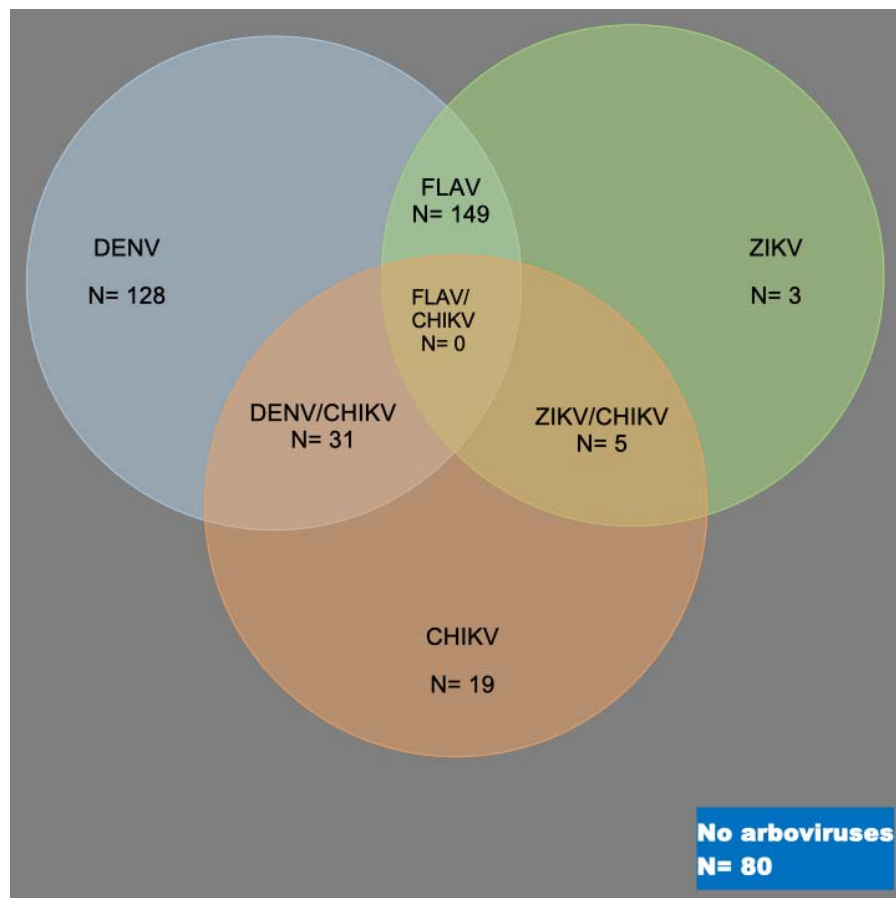 FLAV
N= 149
DENV
N= 128
ZIKV
N= 3
FLAV/
CHIKV
N= 0
DENV/CHIKV
N= 31
ZIKV/CHIKV
N= 5
CHIKV
N= 19
No arboviruses
N= 80